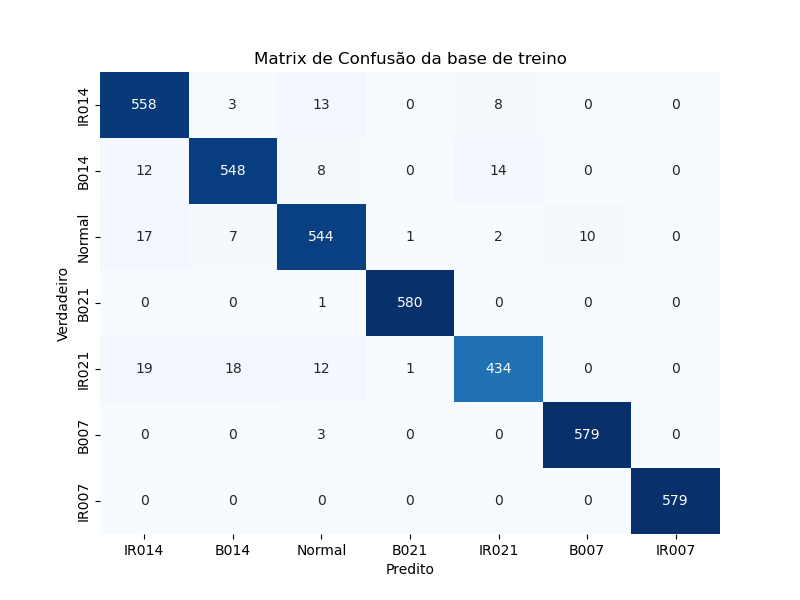 Matrix de Confusão da base de treino
Verdadeiro
IR014 558 3 13 0 8 0 0
B014 12 548 8 0 14 0 0
Normal 17 7 544 1 2 10 0
B021 0 0 1 580 0 0 0
IR021 19 18 12 1 434 0 0
B007 0 0 3 0 0 579 0
IR007 0 0 0 0 0 0 579
IR014 B014 Normal B021 IR021 B007 IR007
Predito